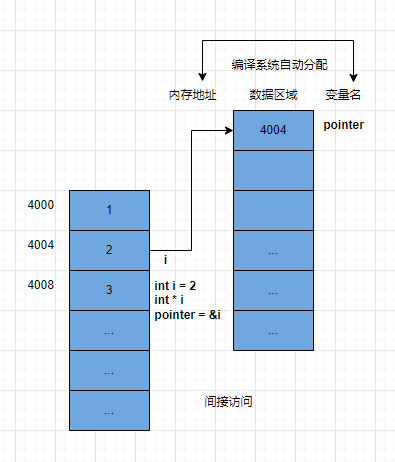 编译系统自动分配
内存地址 数据区域 变量名
4004 pointer
4000 1
4004 2 ...
i
4008 3 ...
int i = 2
int * i
pointer = &i
... ...
...
...
间接访问